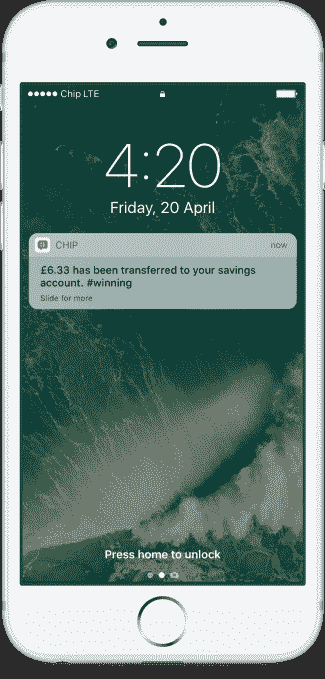 Chip LTE
4:20
Friday, 20 April
CHIP now
£6.33 has been transferred to your savings
account. #winning
Slide for more
Press home to unlock